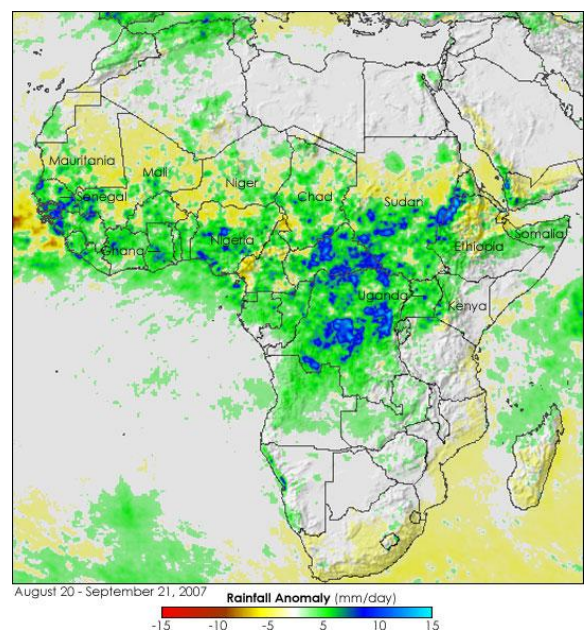 Mauritania
Mali
Niger
Chad
Sudan
Senegal
Ghana
Nigeria
Ethiopia
Somalia
Uganda
Kenya
August 20 - September 21, 2007
Rainfall Anomaly (mm/day)
-15 -10 -5 5 10 15